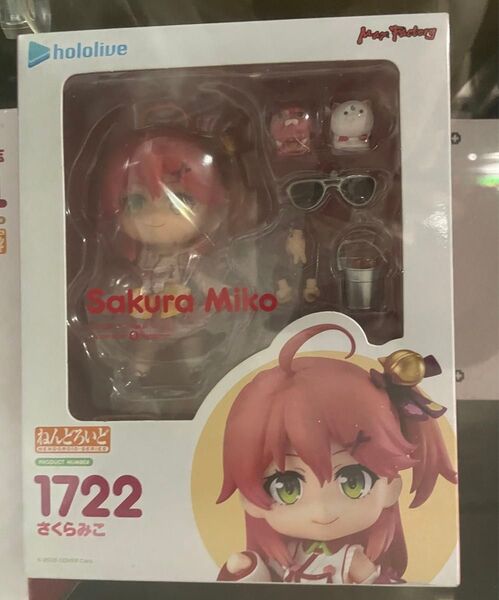 hololive
Max Factory
Sakura Miko
ねんどろいど
NENDOROID SERIES
PRODUCT NUMBER
1722
さくらみこ